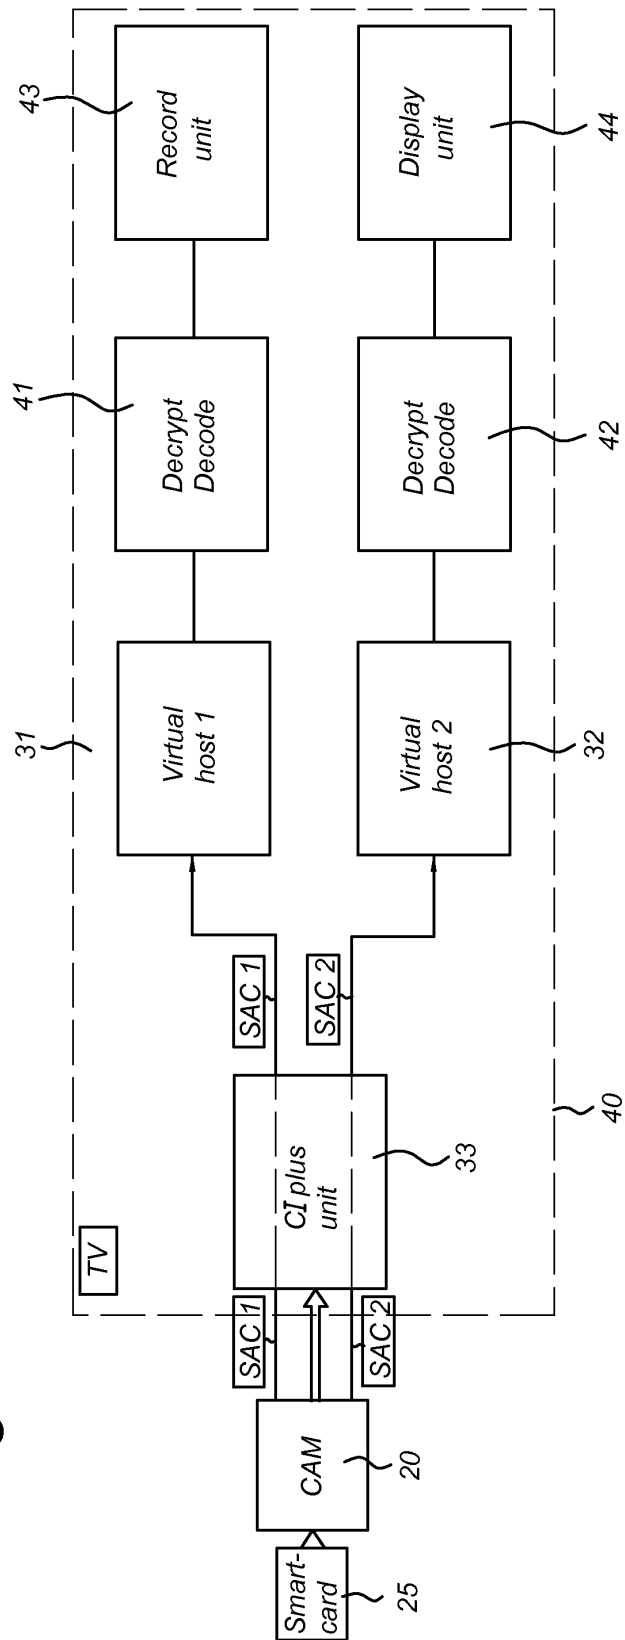 43
Record
unit
Display
unit
44
41
Decrypt
Decode
Decrypt
Decode
42
31
Virtual
host 1
Virtual
host 2
32
SAC 1
SAC 2
TV
CI plus
unit
33
40
SAC 1
SAC 2
CAM
20
Smart-
card
25